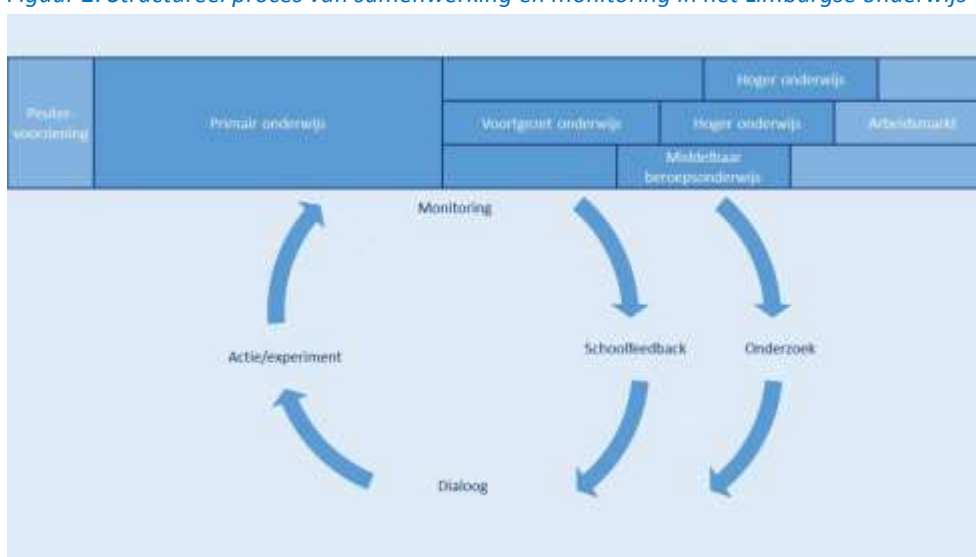 Figuur 1. Structureel proces van samenwerking en monitoring in het Limburgse onderwijs
Peuter-
voorziening
Primair onderwijs
Hoger onderwijs
Voortgezet onderwijs
Hoger onderwijs
Arbeidsmarkt
Middelbaar
beroepsonderwijs
Monitoring
Actie/experiment
Schoolfeedback
Onderzoek
Dialoog